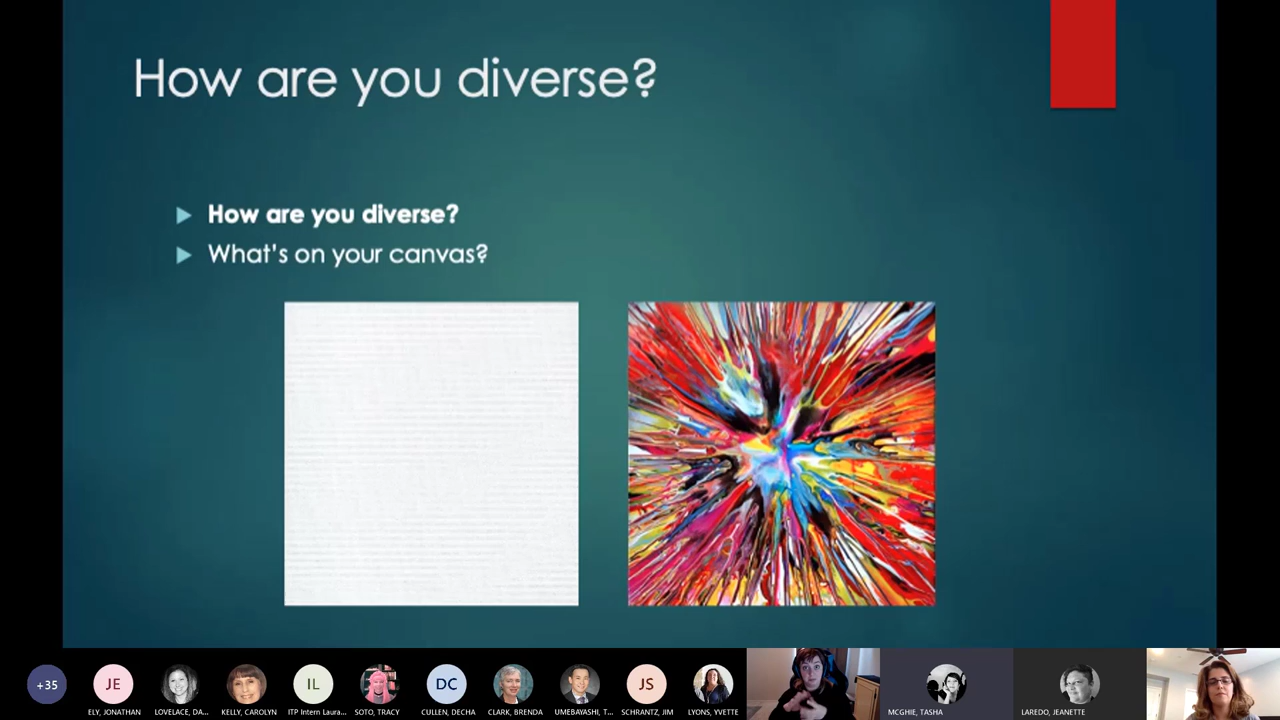 How are you diverse?
How are you diverse?
What's on your canvas?
+35
JE
ELY, JONATHAN
LOVELACE, DA...
KELLY, CAROLYN
IL
ITP Intern Laura...
SOTO, TRACY
DC
CULLEN, DECHA
CLARK, BRENDA
UMEBAYASHI, T...
JS
SCHRANTZ, JIM
LYONS, YVETTE
MCGHIE, TASHA
LAREDO, JEANETTE